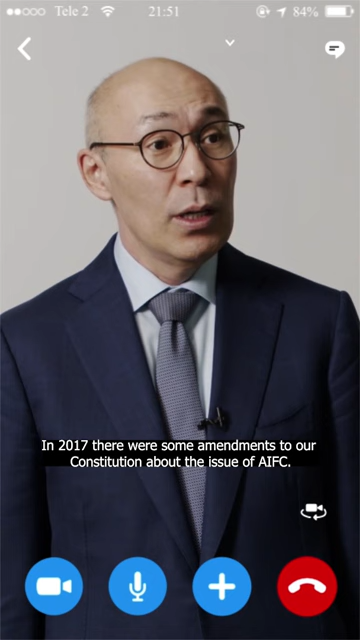 Tele 2 21:51 84%
In 2017 there were some amendments to our
Constitution about the issue of AIFC.